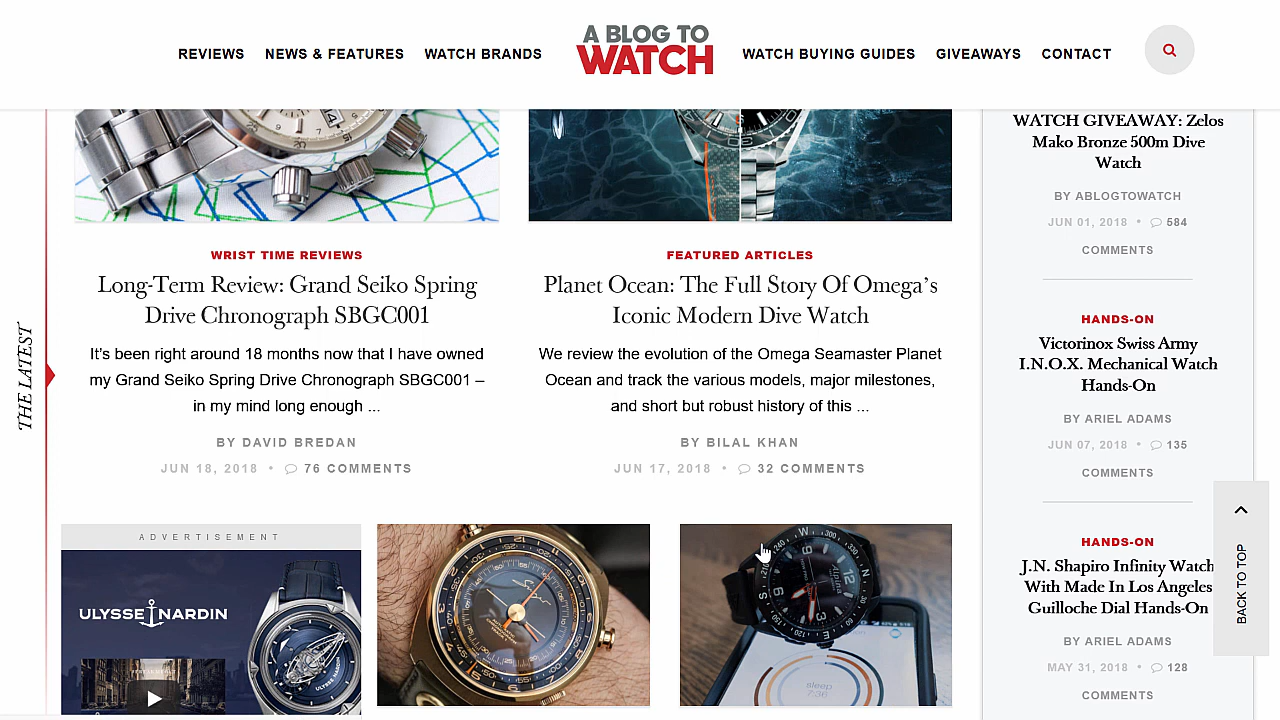 REVIEWS NEWS & FEATURES WATCH BRANDS
A BLOG TO
WATCH
WATCH BUYING GUIDES GIVEAWAYS CONTACT
THE LATEST
WRIST TIME REVIEWS
Long-Term Review: Grand Seiko Spring
Drive Chronograph SBGC001
It's been right around 18 months now that I have owned
my Grand Seiko Spring Drive Chronograph SBGC001 –
in my mind long enough ...
BY DAVID BREDAN
JUN 18, 2018 • 76 COMMENTS
FEATURED ARTICLES
Planet Ocean: The Full Story Of Omega's
Iconic Modern Dive Watch
We review the evolution of the Omega Seamaster Planet
Ocean and track the various models, major milestones,
and short but robust history of this ...
BY BILAL KHAN
JUN 17, 2018 • 32 COMMENTS
ADVERTISEMENT
ULYSSE NARDIN
Alpina
sleep
7:36
WATCH GIVEAWAY: Zelos
Mako Bronze 500m Dive
Watch
BY ABLOGTOWATCH
JUN 01, 2018 • 584
COMMENTS
HANDS-ON
Victorinox Swiss Army
I.N.O.X. Mechanical Watch
Hands-On
BY ARIEL ADAMS
JUN 07, 2018 • 135
COMMENTS
HANDS-ON
J.N. Shapiro Infinity Watch
With Made In Los Angeles
Guilloche Dial Hands-On
BY ARIEL ADAMS
MAY 31, 2018 • 128
COMMENTS
BACK TO TOP